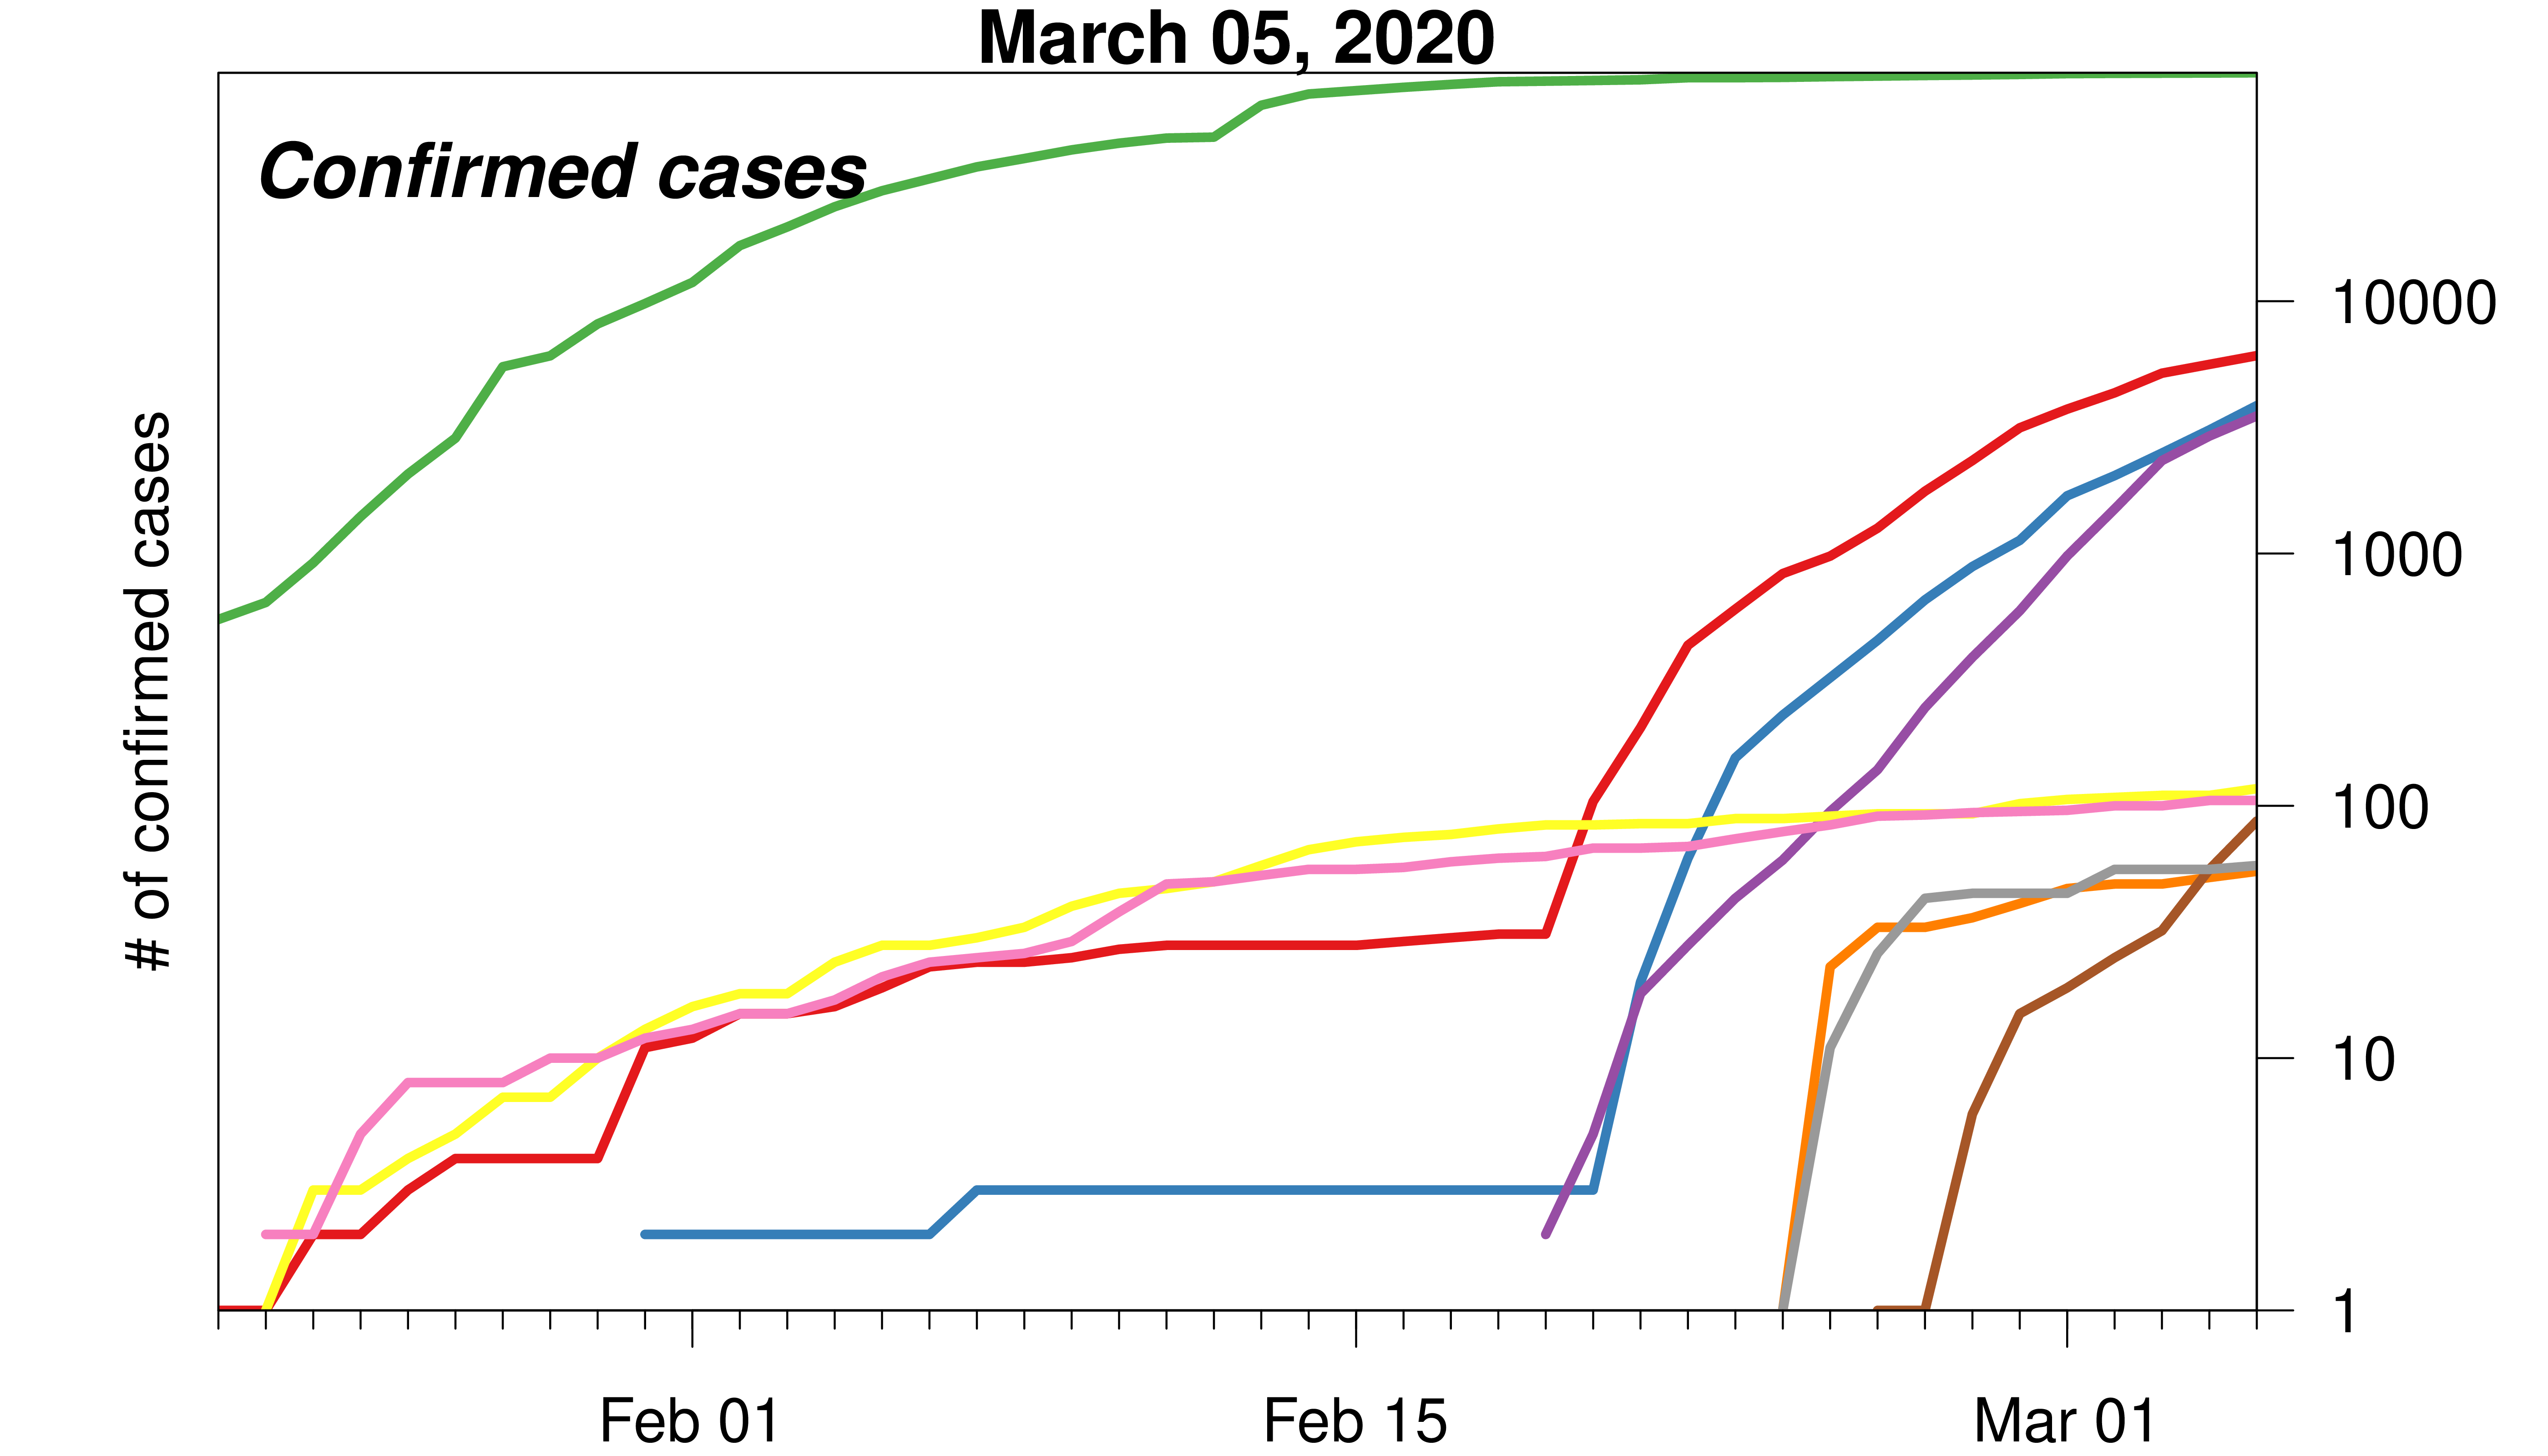 March 05, 2020
Confirmed cases
# of confirmed cases
10000
1000
100
10
1
Feb 01
Feb 15
Mar 01